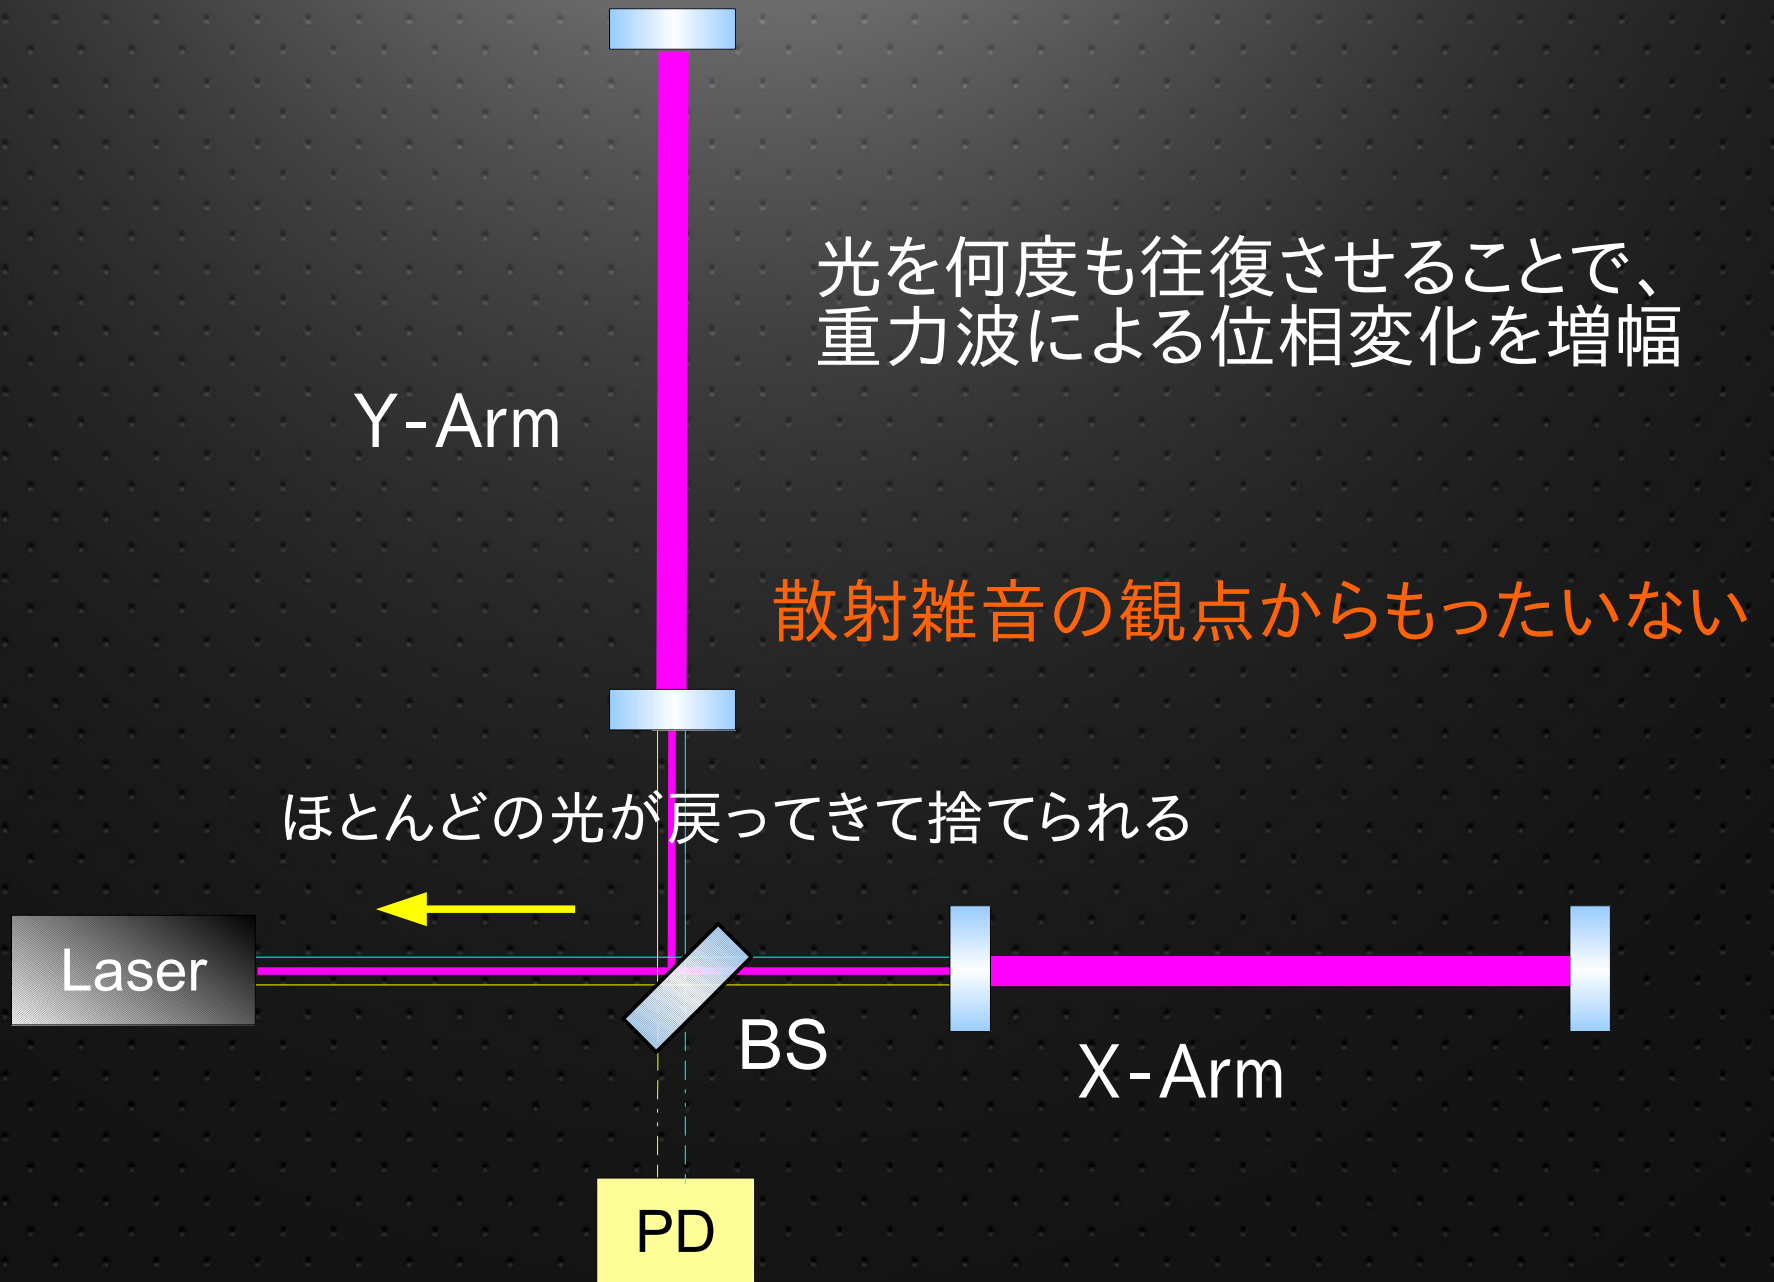 光を何度も往復させることで、
重力波による位相変化を増幅
Y-Arm
散射雑音の観点からもったいない
ほとんどの光が戻ってきて捨てられる
Laser
BS
X-Arm
PD